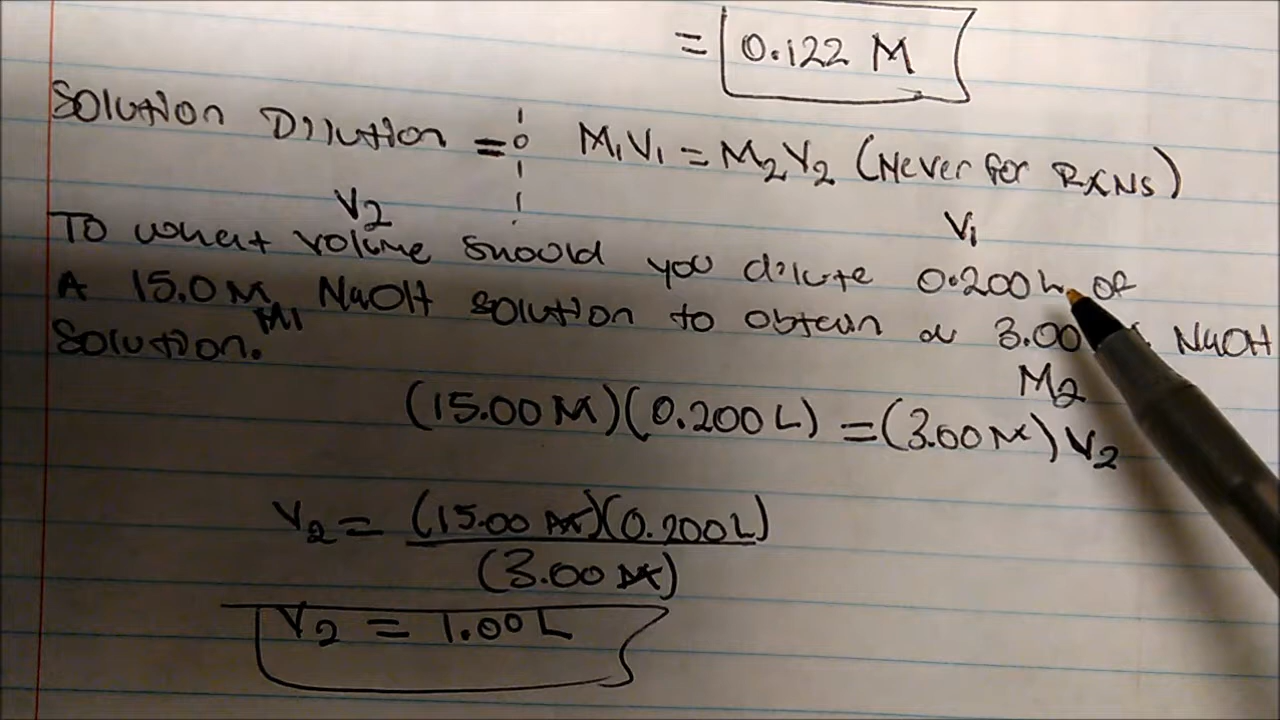 = 0.122 M
Solution Dilution = M₁V₁ = M₂V₂ (Never for RXNs)
V₂ V₁
To what volume should you dilute 0.200L of
A 15.0 M NaOH solution to obtain a 3.00 NaOH
M₁
Solution.
M₂
(15.00 M)(0.200 L) = (3.00 M) V₂
V₂ = (15.00 M)(0.200L)
(3.00 M)
V₂ = 1.00 L